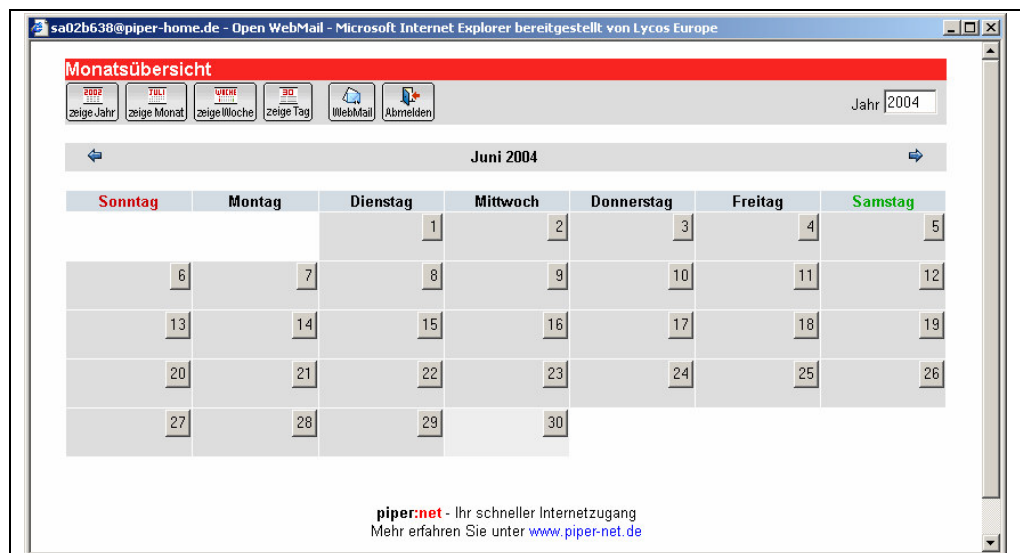 sa02b638@piper-home.de - Open WebMail - Microsoft Internet Explorer bereitgestellt von Lycos Europe
Monatsübersicht
2002 JULI WOCHE 30
zeige Jahr zeige Monat zeige Woche zeige Tag WebMail Abmelden Jahr 2004
Juni 2004
Sonntag Montag Dienstag Mittwoch Donnerstag Freitag Samstag
1 2 3 4 5
6 7 8 9 10 11 12
13 14 15 16 17 18 19
20 21 22 23 24 25 26
27 28 29 30
piper:net - Ihr schneller Internetzugang
Mehr erfahren Sie unter www.piper-net.de